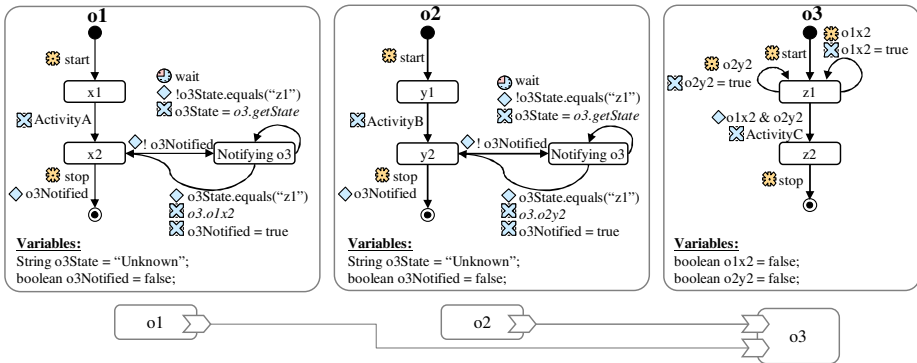 o1
start
x1
wait
!o3State.equals("z1")
o3State = o3.getState
ActivityA
x2
! o3Notified
Notifying o3
stop
o3Notified
o3State.equals("z1")
o3.o1x2
o3Notified = true
Variables:
String o3State = “Unknown”;
boolean o3Notified = false;
o2
start
y1
wait
!o3State.equals(“z1”)
o3State = o3.getState
ActivityB
y2
! o3Notified
Notifying o3
stop
o3Notified
o3State.equals(“z1”)
o3.o2y2
o3Notified = true
Variables:
String o3State = “Unknown”;
boolean o3Notified = false;
o3
o1x2
o1x2 = true
start
o2y2
o2y2 = true
z1
o1x2 & o2y2
ActivityC
z2
stop
Variables:
boolean o1x2 = false;
boolean o2y2 = false;
o1
o2
o3